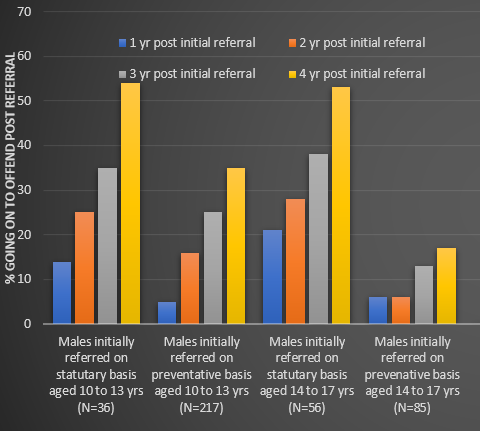 70
60
50
40
30
20
10
0
% GOING ON TO OFFEND POST REFERRAL
1 yr post initial referral
2 yr post initial referral
3 yr post initial referral
4 yr post initial referral
Males initially
referred on
statutary basis
aged 10 to 13 yrs
(N=36)
Males initially
referred on
preventative basis
aged 10 to 13 yrs
(N=217)
Males initially
referred on
statutary basis
aged 14 to 17 yrs
(N=56)
Males initially
referred on
prevenative basis
aged 14 to 17 yrs
(N=85)